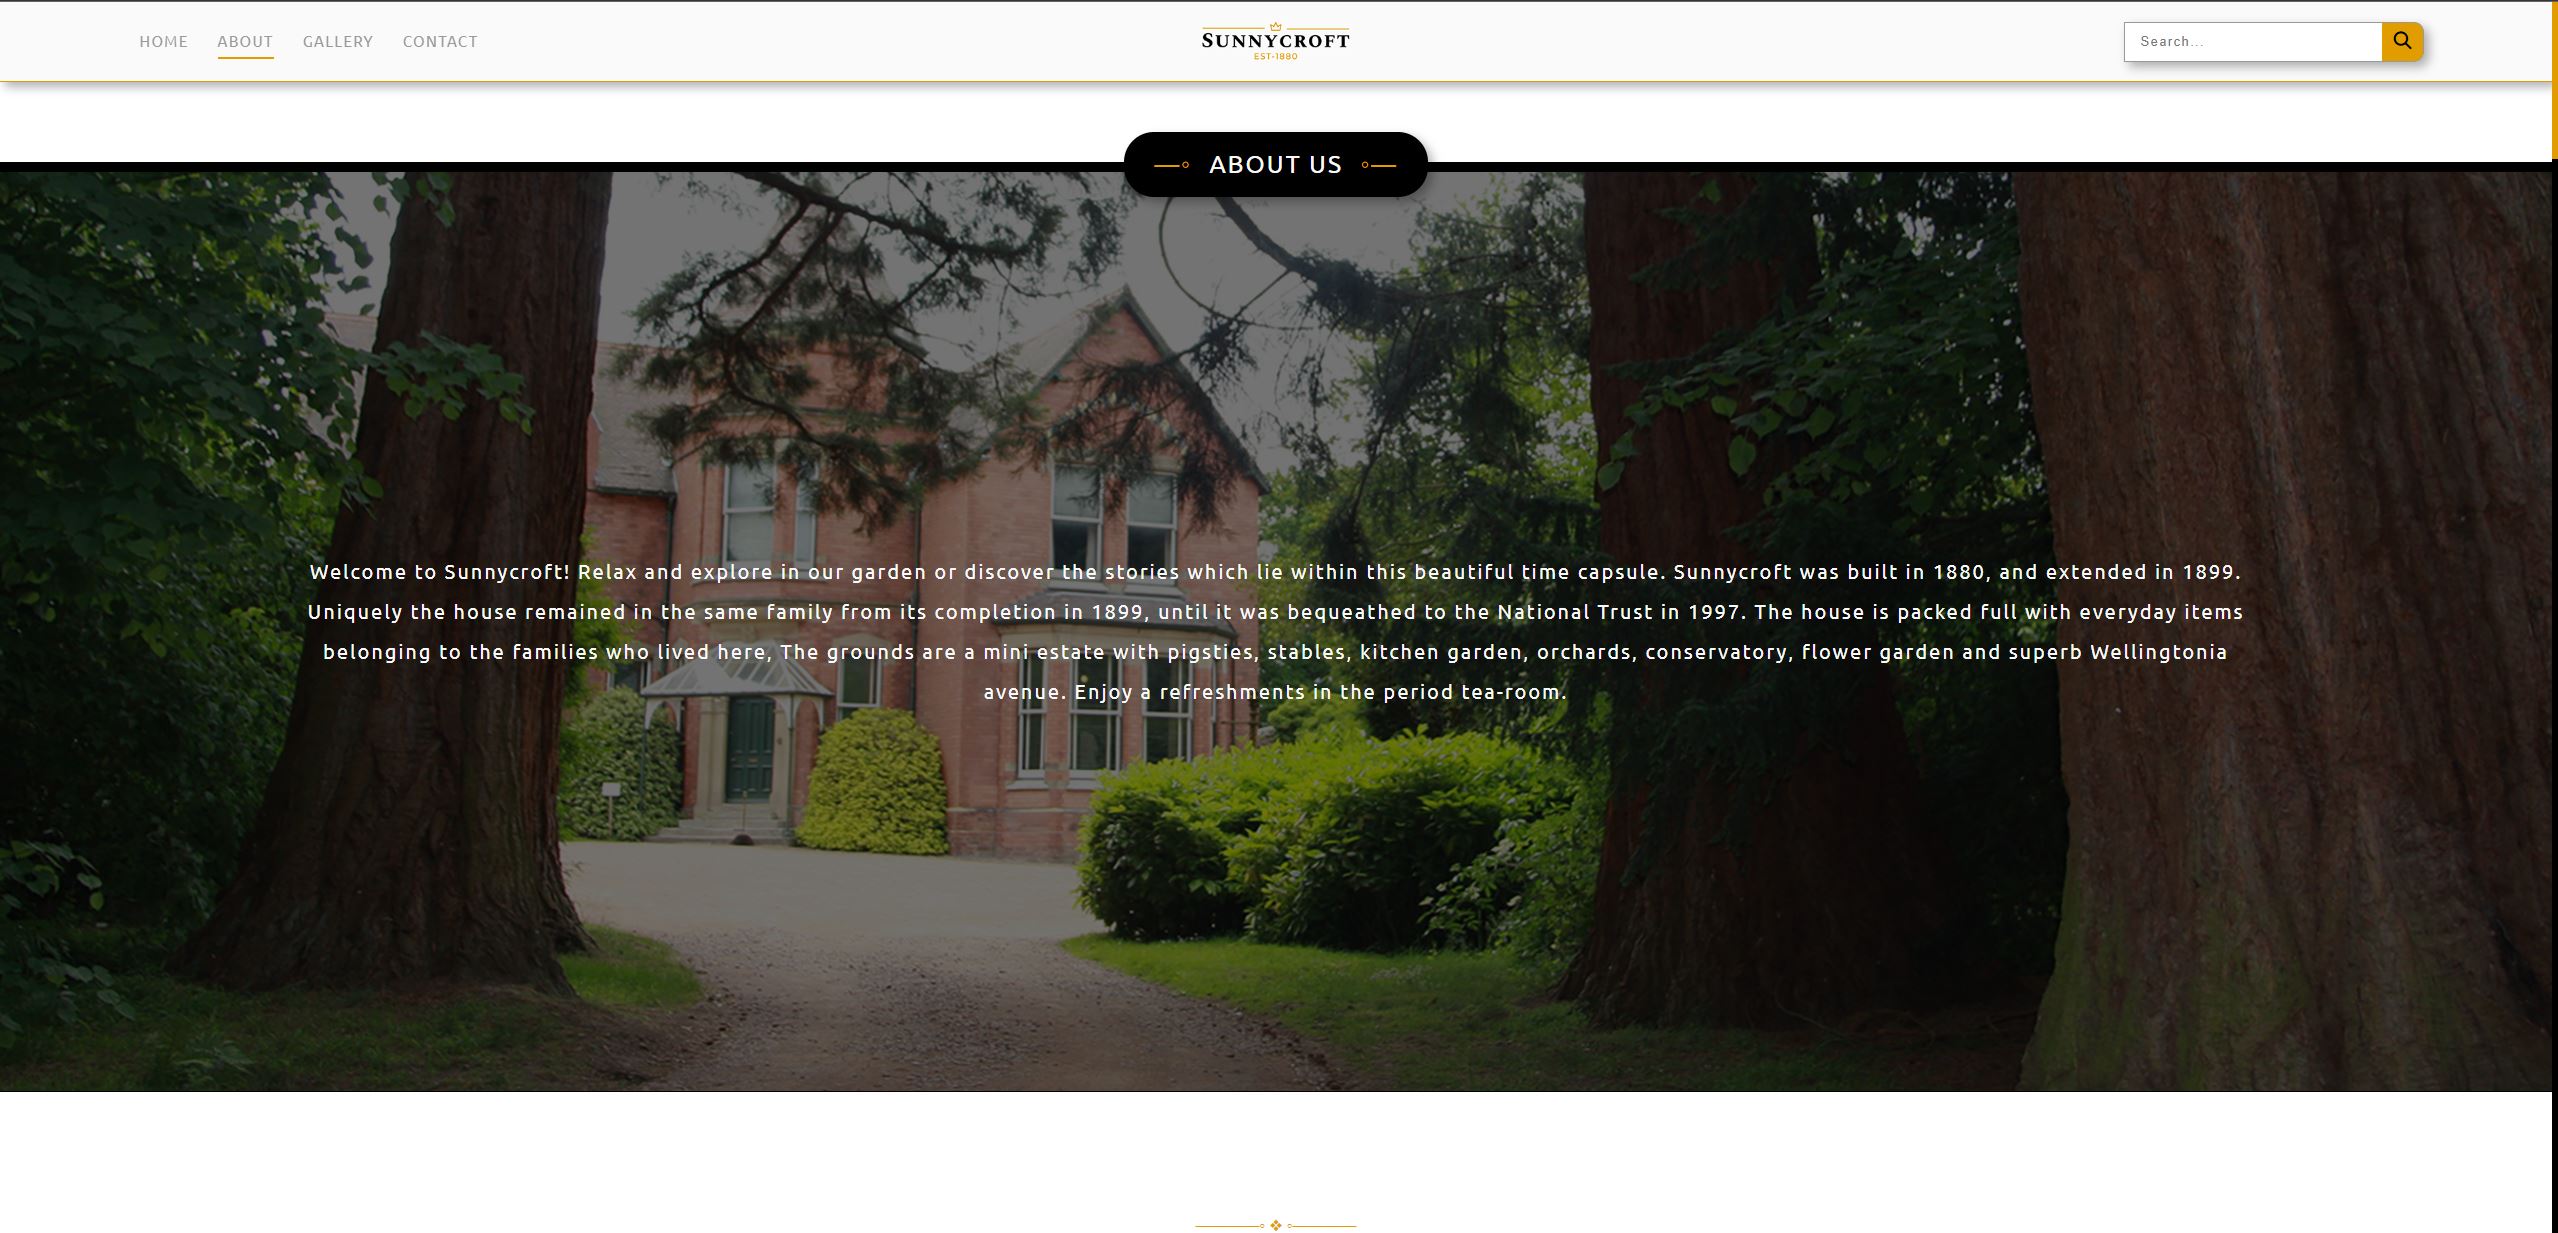 HOME ABOUT GALLERY CONTACT
SUNNYCROFT
EST-1880
Search...
ABOUT US
Welcome to Sunnycroft! Relax and explore in our garden or discover the stories which lie within this beautiful time capsule. Sunnycroft was built in 1880, and extended in 1899.
Uniquely the house remained in the same family from its completion in 1899, until it was bequeathed to the National Trust in 1997. The house is packed full with everyday items
belonging to the families who lived here, The grounds are a mini estate with pigsties, stables, kitchen garden, orchards, conservatory, flower garden and superb Wellingtonia
avenue. Enjoy a refreshments in the period tea-room.